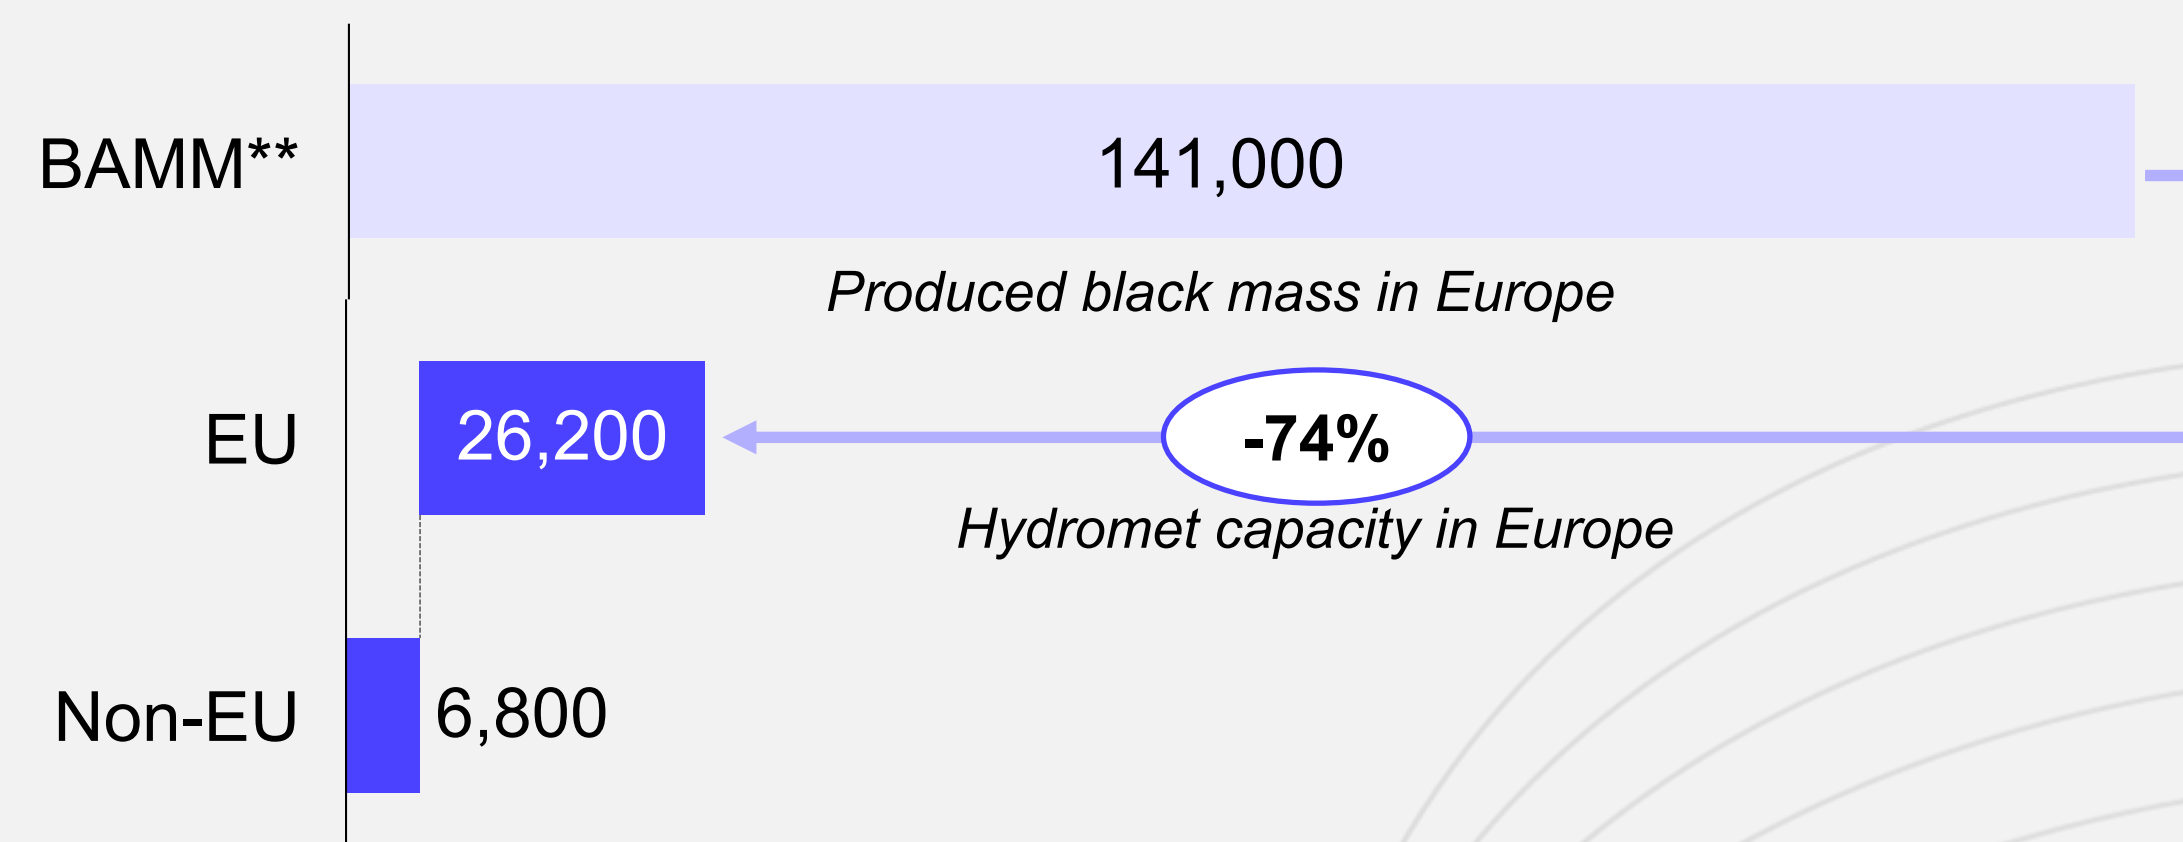 BAMM** 141,000
Produced black mass in Europe
EU 26,200 -74%
Hydromet capacity in Europe
Non-EU 6,800